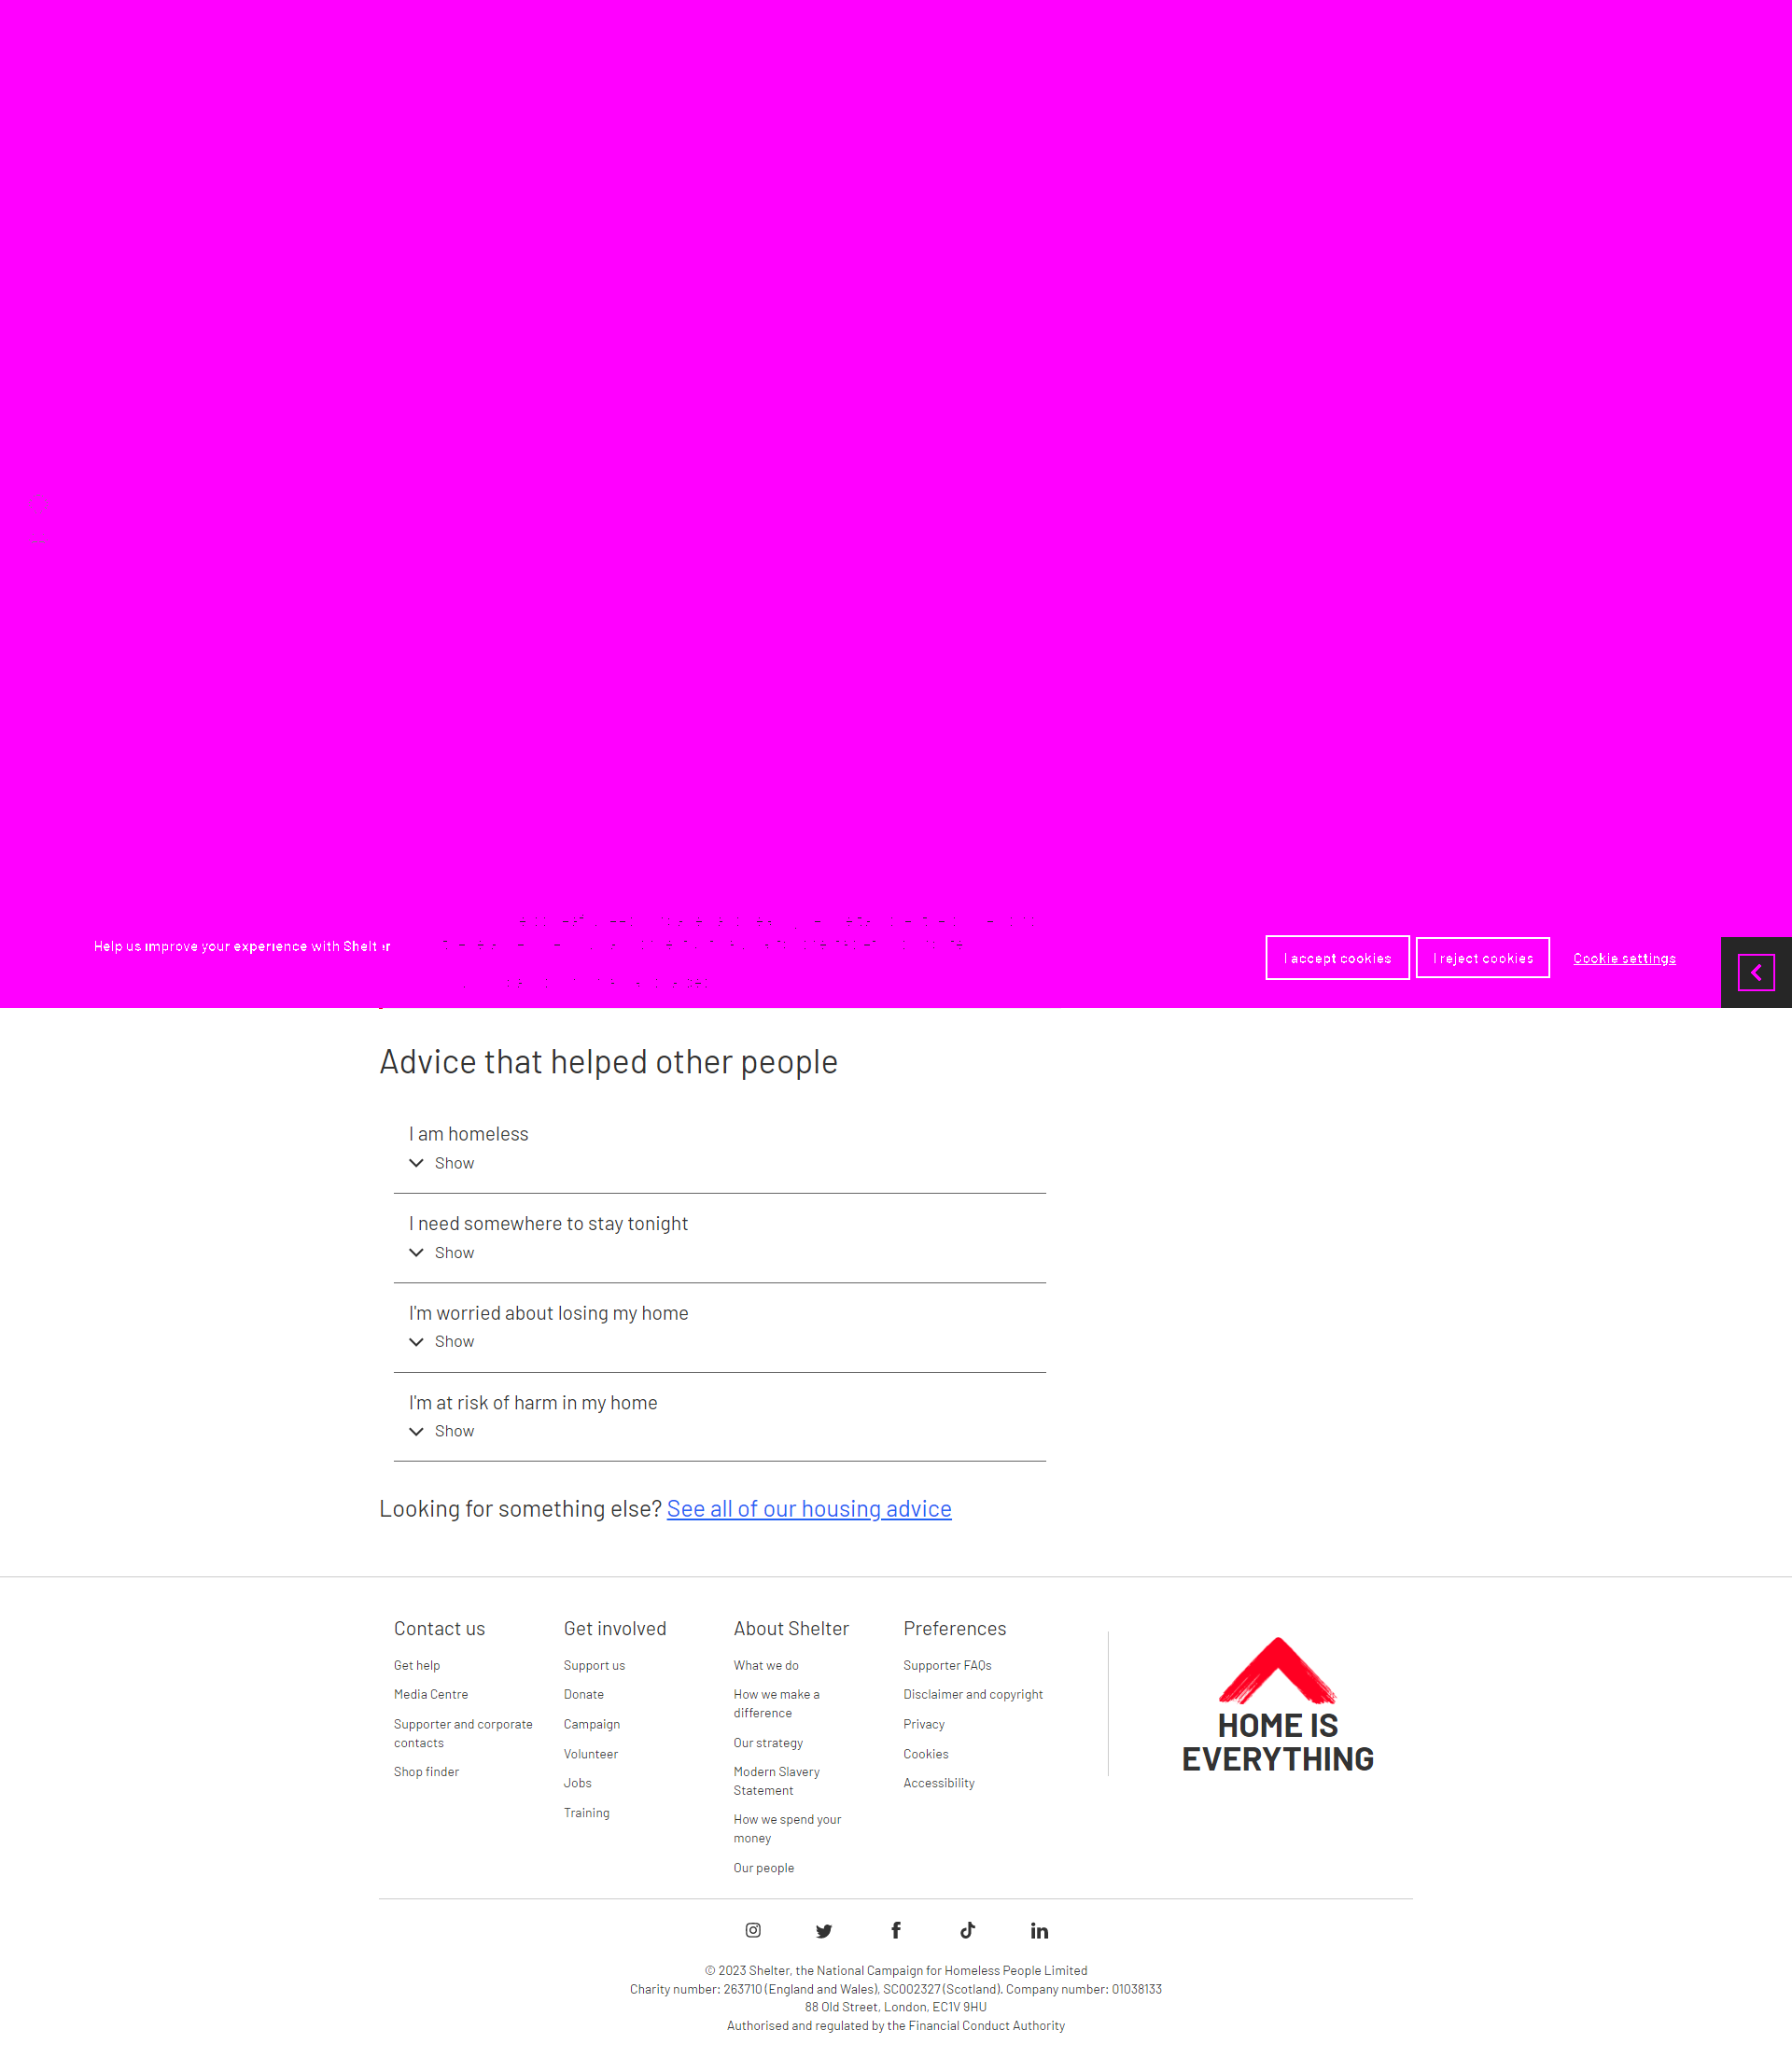 Help us improve your experience with Shelter
I accept cookies
I reject cookies
Cookie settings
Advice that helped other people
I am homeless
Show
I need somewhere to stay tonight
Show
I'm worried about losing my home
Show
I'm at risk of harm in my home
Show
Looking for something else? See all of our housing advice
Contact us
Get help
Media Centre
Supporter and corporate
contacts
Shop finder
Get involved
Support us
Donate
Campaign
Volunteer
Jobs
Training
About Shelter
What we do
How we make a
difference
Our strategy
Modern Slavery
Statement
How we spend your
money
Our people
Preferences
Supporter FAQs
Disclaimer and copyright
Privacy
Cookies
Accessibility
HOME IS
EVERYTHING
© 2023 Shelter, the National Campaign for Homeless People Limited
Charity number: 263710 (England and Wales), SC002327 (Scotland). Company number: 01038133
88 Old Street, London, EC1V 9HU
Authorised and regulated by the Financial Conduct Authority